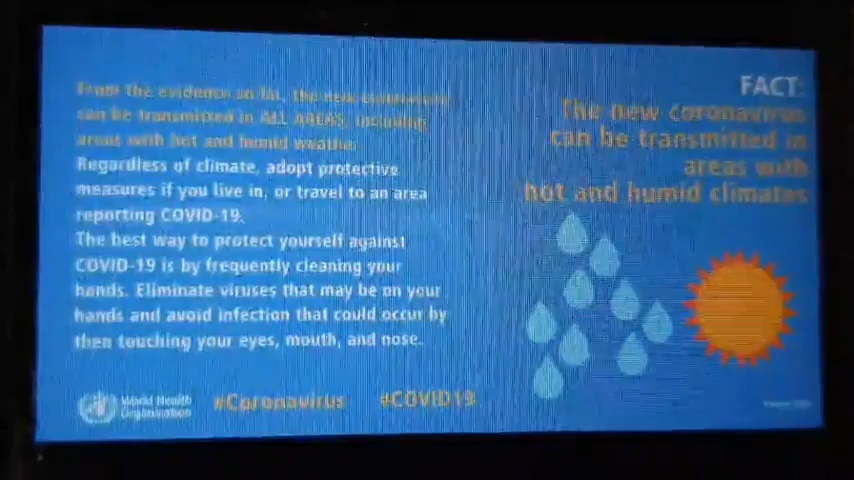 From the evidence so far, the new coronavirus
can be transmitted in ALL AREAS, including
areas with hot and humid weather.
Regardless of climate, adopt protective
measures if you live in, or travel to an area
reporting COVID-19.
The best way to protect yourself against
COVID-19 is by frequently cleaning your
hands. Eliminate viruses that may be on your
hands and avoid infection that could occur by
then touching your eyes, mouth, and nose.
FACT:
The new coronavirus
can be transmitted in
areas with
hot and humid climates
World Health
Organization
#Coronavirus #COVID19